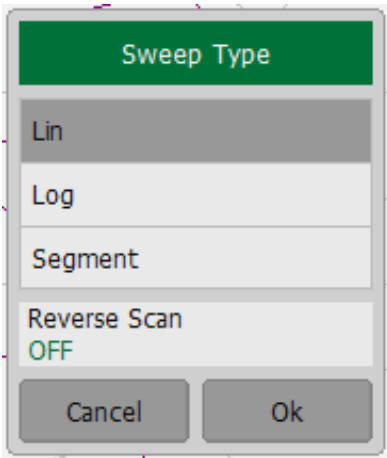 Sweep Type
Lin
Log
Segment
Reverse Scan
OFF
Cancel
Ok